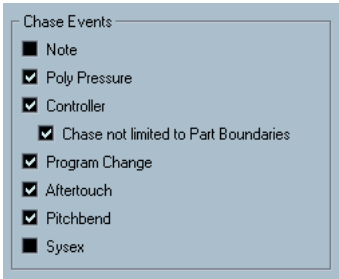 Chase Events
Note
Poly Pressure
Controller
Chase not limited to Part Boundaries
Program Change
Aftertouch
Pitchbend
Sysex